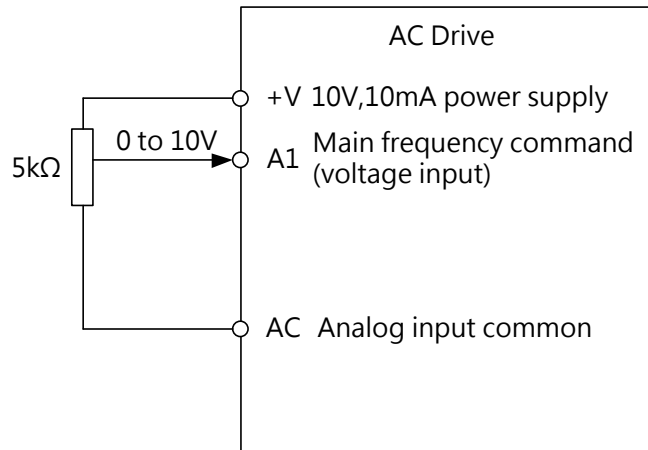 AC Drive
+V 10V,10mA power supply
0 to 10V
A1 Main frequency command
(voltage input)
5kΩ
AC Analog input common